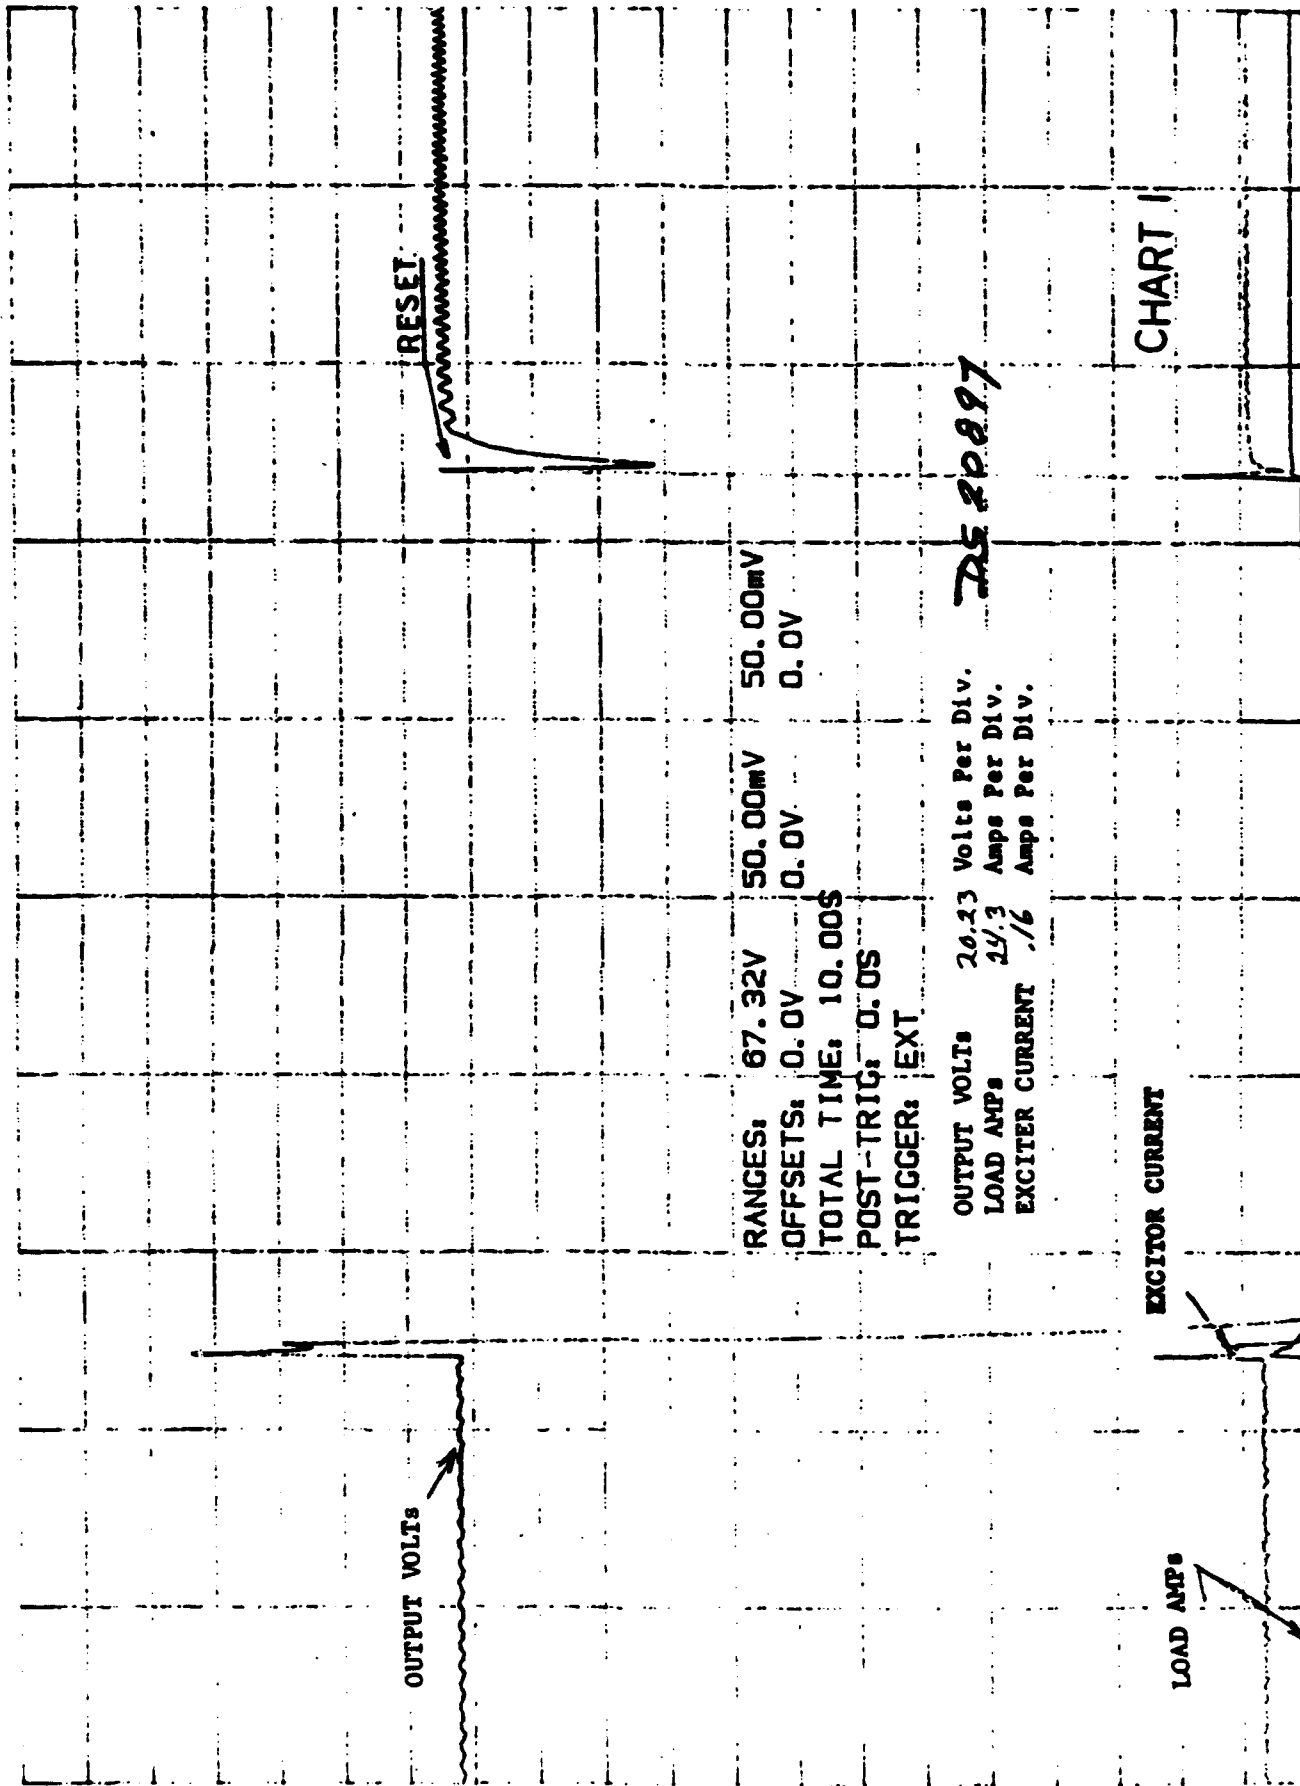 OUTPUT VOLTs
RESET
RANGES: 67.32V 50.00mV 50.00mV
OFFSETS: 0.0V 0.0V 0.0V
TOTAL TIME: 10.00S
POST-TRIG: 0.0S
TRIGGER: EXT
OUTPUT VOLTs 20.23 Volts Per Div.
LOAD AMPs 24.3 Amps Per Div.
EXCITER CURRENT .16 Amps Per Div.
DS 20897
LOAD AMPs
EXCITOR CURRENT
CHART 1